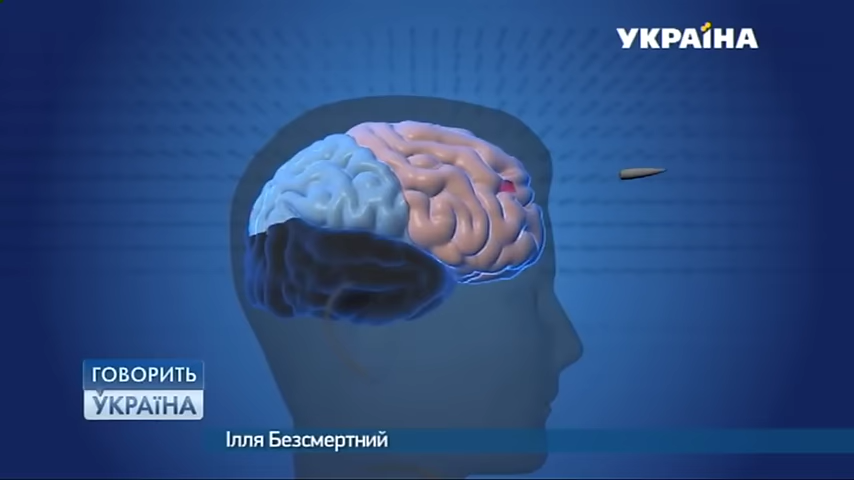 УКРАЇНА
ГОВОРИТЬ
УКРАЇНА
Ілля Безсмертний